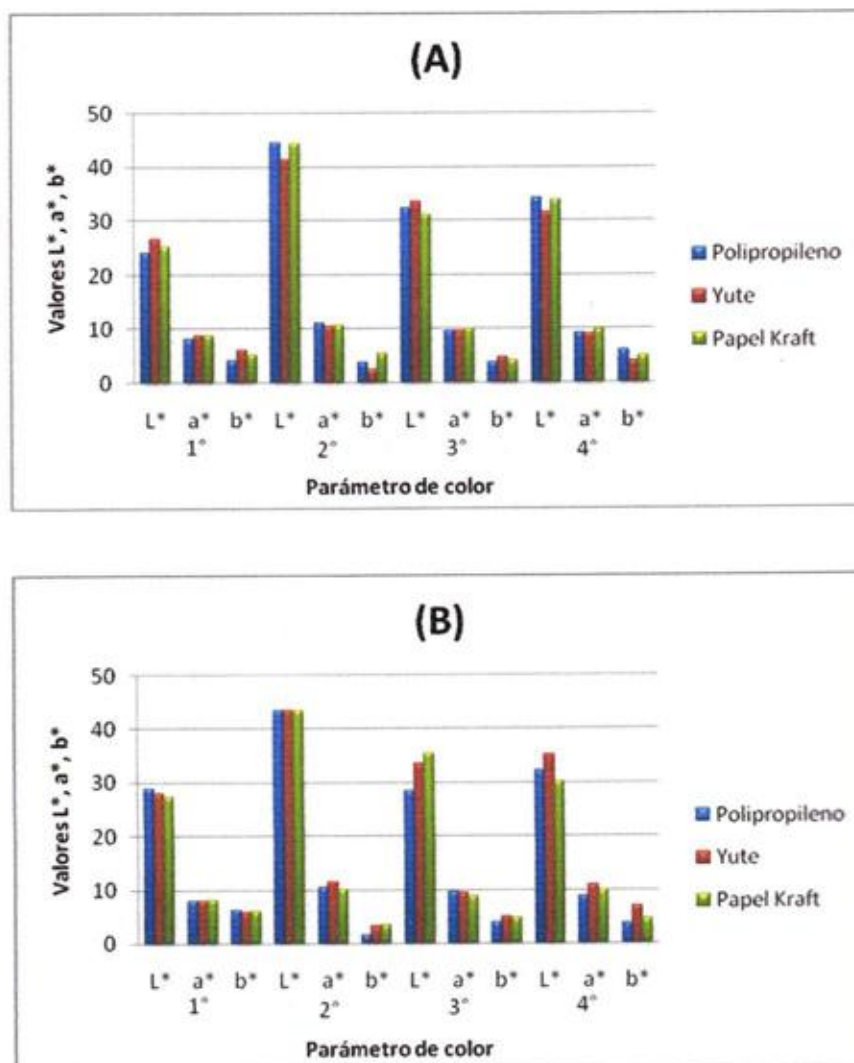 (A)
Valores L*, a*, b*
50
40
30
20
10
0
L* a* b* L* a* b* L* a* b* L* a* b*
1° 2° 3° 4°
Parámetro de color
Polipropileno
Yute
Papel Kraft
(B)
Valores L*, a*, b*
50
40
30
20
10
0
L* a* b* L* a* b* L* a* b* L* a* b*
1° 2° 3° 4°
Parámetro de color
Polipropileno
Yute
Papel Kraft